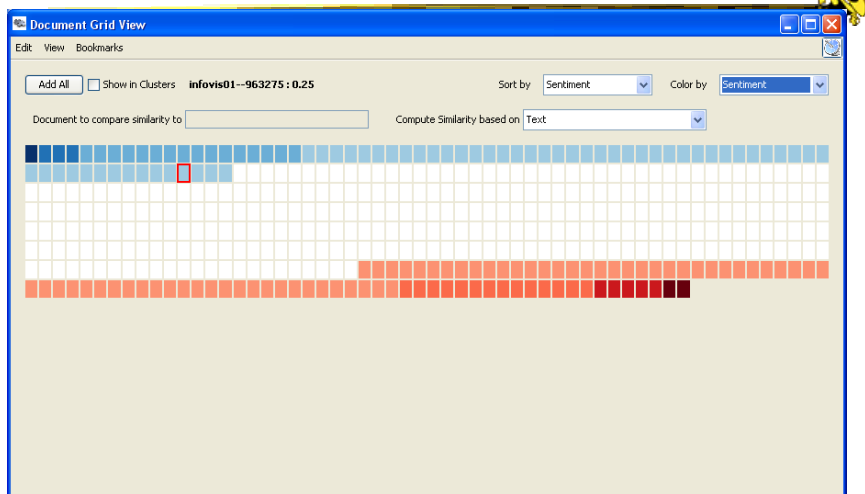 Document Grid View
Edit View Bookmarks
Add All Show in Clusters infovis01--963275 : 0.25 Sort by Sentiment Color by Sentiment
Document to compare similarity to Compute Similarity based on Text